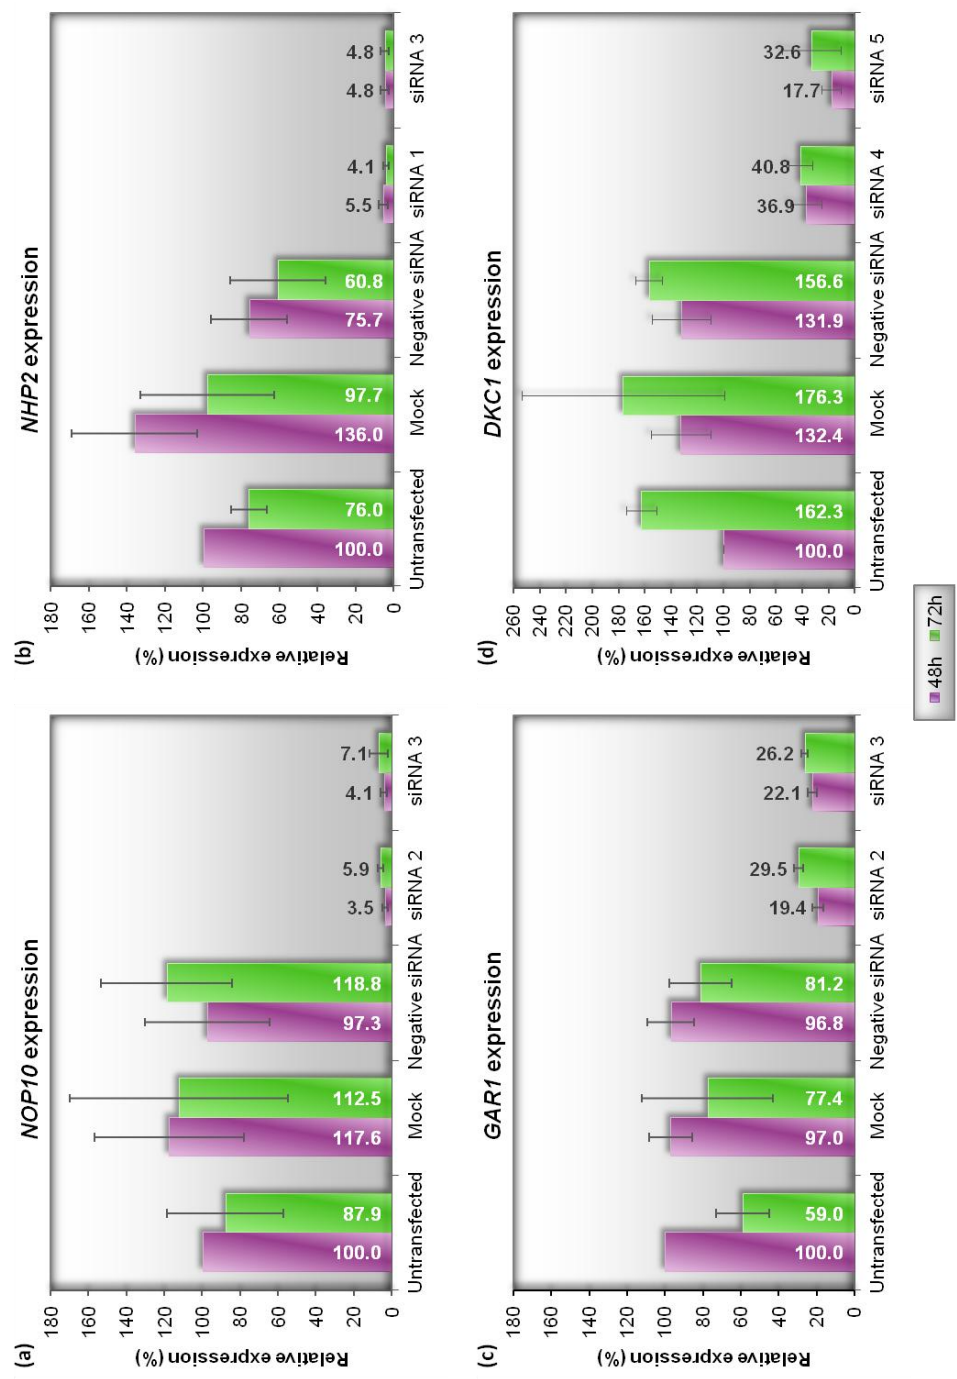 (a)
NOP10 expression
Relative expression (%)
180
160
140
120
100
80
60
40
20
0
100.0
87.9
117.6
112.5
97.3
118.8
3.5
5.9
4.1
7.1
Untransfected
Mock
Negative siRNA
siRNA 2
siRNA 3
(b)
NHP2 expression
Relative expression (%)
180
160
140
120
100
80
60
40
20
0
100.0
76.0
136.0
97.7
75.7
60.8
5.5
4.1
4.8
4.8
Untransfected
Mock
Negative siRNA
siRNA 1
siRNA 3
(c)
GAR1 expression
Relative expression (%)
180
160
140
120
100
80
60
40
20
0
100.0
59.0
97.0
77.4
96.8
81.2
19.4
29.5
22.1
26.2
Untransfected
Mock
Negative siRNA
siRNA 2
siRNA 3
(d)
DKC1 expression
Relative expression (%)
260
240
220
200
180
160
140
120
100
80
60
40
20
0
100.0
162.3
132.4
176.3
131.9
156.6
36.9
40.8
17.7
32.6
Untransfected
Mock
Negative siRNA
siRNA 4
siRNA 5
48h
72h